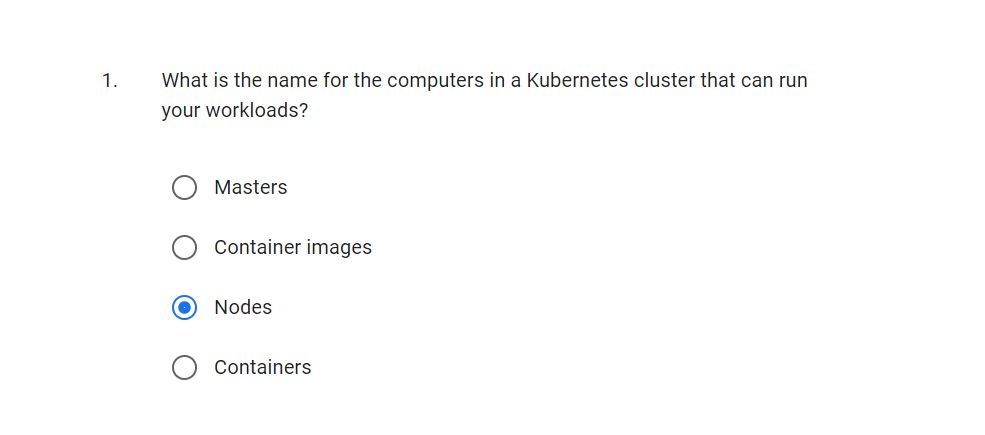 1. What is the name for the computers in a Kubernetes cluster that can run
your workloads?
Masters
Container images
Nodes
Containers